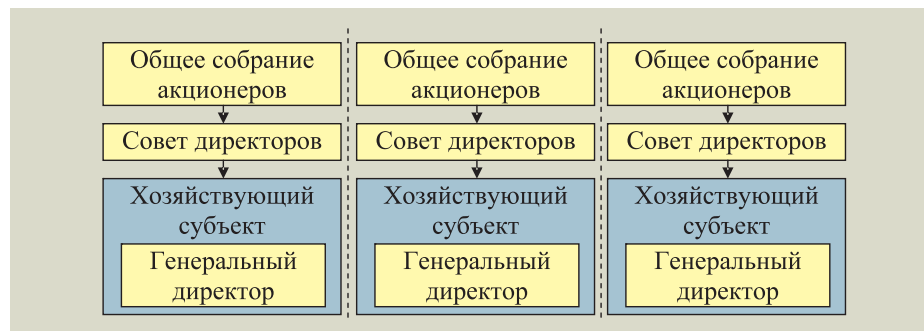 Общее собрание
акционеров
Совет директоров
Хозяйствующий
субъект
Генеральный
директор
Общее собрание
акционеров
Совет директоров
Хозяйствующий
субъект
Генеральный
директор
Общее собрание
акционеров
Совет директоров
Хозяйствующий
субъект
Генеральный
директор